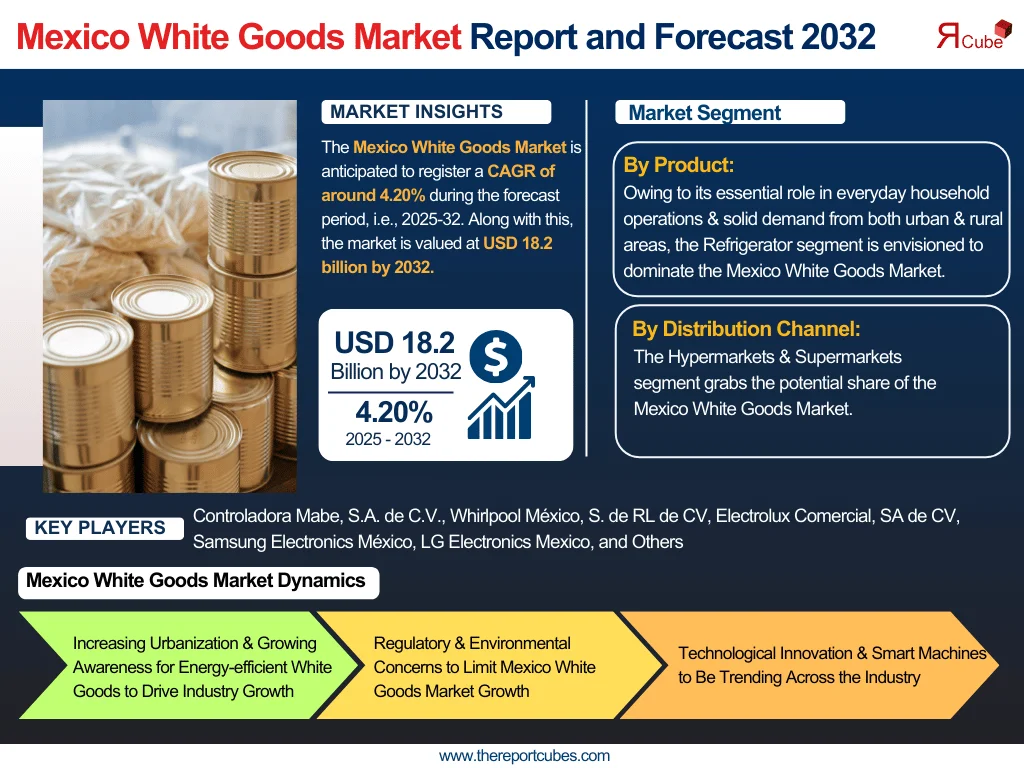 Mexico White Goods Market Report and Forecast 2032
ЯCube
MARKET INSIGHTS
The Mexico White Goods Market is
anticipated to register a CAGR of
around 4.20% during the forecast
period, i.e., 2025-32. Along with this,
the market is valued at USD 18.2
billion by 2032.
USD 18.2
Billion by 2032
4.20%
2025 - 2032
$
Market Segment
By Product:
Owing to its essential role in everyday household
operations & solid demand from both urban & rural
areas, the Refrigerator segment is envisioned to
dominate the Mexico White Goods Market.
By Distribution Channel:
The Hypermarkets & Supermarkets
segment grabs the potential share of the
Mexico White Goods Market.
KEY PLAYERS
Controladora Mabe, S.A. de C.V., Whirlpool México, S. de RL de CV, Electrolux Comercial, SA de CV,
Samsung Electronics México, LG Electronics Mexico, and Others
Mexico White Goods Market Dynamics
Increasing Urbanization & Growing
Awareness for Energy-efficient White
Goods to Drive Industry Growth
Regulatory & Environmental
Concerns to Limit Mexico White
Goods Market Growth
Technological Innovation & Smart Machines
to Be Trending Across the Industry
www.thereportcubes.com